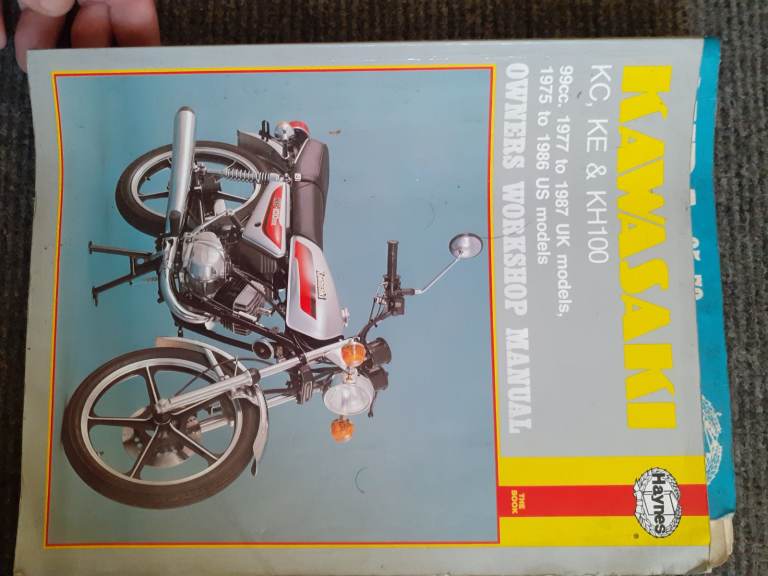 KAWASAKI
KC, KE & KH100
99cc. 1977 to 1987 UK models,
1975 to 1986 US models
OWNERS WORKSHOP MANUAL
Haynes
®
THE
BOOK